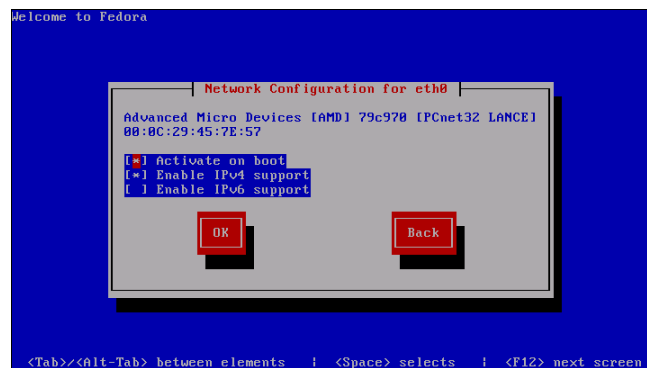 Welcome to Fedora
Network Configuration for eth0
Advanced Micro Devices [AMD] 79c970 [PCnet32 LANCE]
00:0C:29:45:7E:57
[*] Activate on boot
[*] Enable IPv4 support
[ ] Enable IPv6 support
OK Back
<Tab>/<Alt-Tab> between elements | <Space> selects | <F12> next screen